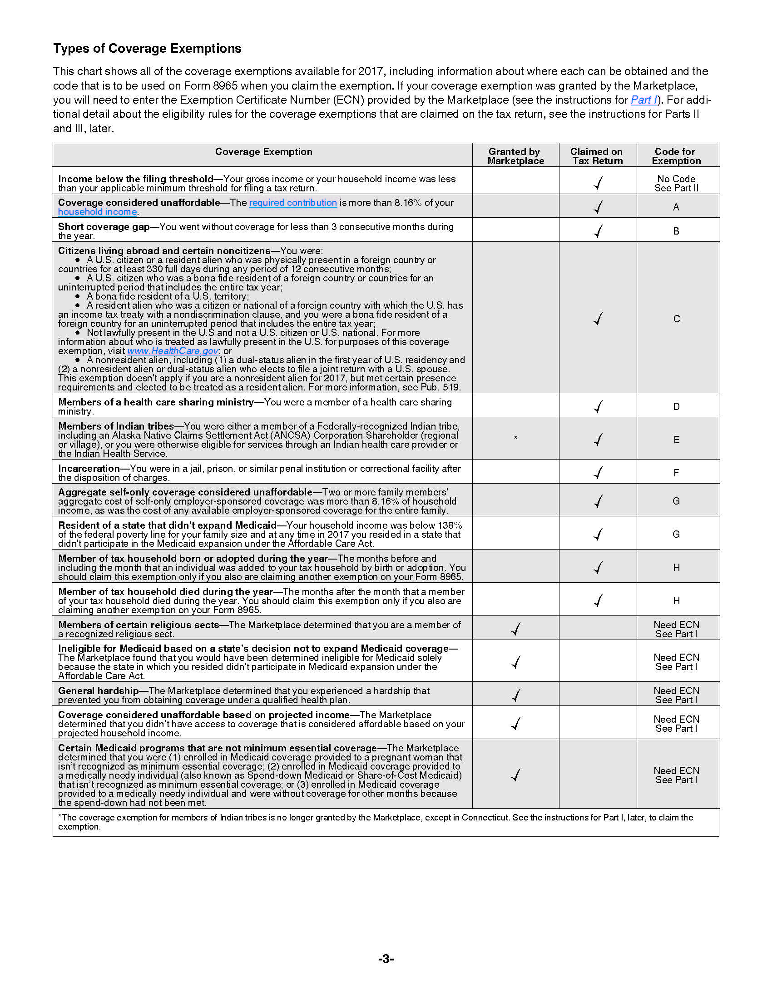 Types of Coverage Exemptions
This chart shows all of the coverage exemptions available for 2017, including information about where each can be obtained and the
code that is to be used on Form 8965 when you claim the exemption. If your coverage exemption was granted by the Marketplace,
you will need to enter the Exemption Certificate Number (ECN) provided by the Marketplace (see the instructions for Part I). For addi-
tional detail about the eligibility rules for the coverage exemptions that are claimed on the tax return, see the instructions for Parts II
and III, later.
Coverage Exemption
Granted by
Marketplace
Claimed on
Tax Return
Code for
Exemption
Income below the filing threshold—Your gross income or your household income was less
than your applicable minimum threshold for filing a tax return.
✓
No Code
See Part II
Coverage considered unaffordable—The required contribution is more than 8.16% of your
household income.
✓
A
Short coverage gap—You went without coverage for less than 3 consecutive months during
the year.
✓
B
Citizens living abroad and certain noncitizens—You were:
● A U.S. citizen or a resident alien who was physically present in a foreign country or
countries for at least 330 full days during any period of 12 consecutive months;
● A U.S. citizen who was a bona fide resident of a foreign country or countries for an
uninterrupted period that includes the entire tax year;
● A bona fide resident of a U.S. territory;
● A resident alien who was a citizen or national of a foreign country with which the U.S. has
an income tax treaty with a nondiscrimination clause, and you were a bona fide resident of a
foreign country for an uninterrupted period that includes the entire tax year;
● Not lawfully present in the U.S and not a U.S. citizen or U.S. national. For more
information about who is treated as lawfully present in the U.S. for purposes of this coverage
exemption, visit www.HealthCare.gov; or
● A nonresident alien, including (1) a dual-status alien in the first year of U.S. residency and
(2) a nonresident alien or dual-status alien who elects to file a joint return with a U.S. spouse.
This exemption doesn't apply if you are a nonresident alien for 2017, but met certain presence
requirements and elected to be treated as a resident alien. For more information, see Pub. 519.
✓
C
Members of a health care sharing ministry—You were a member of a health care sharing
ministry.
✓
D
Members of Indian tribes—You were either a member of a Federally-recognized Indian tribe,
including an Alaska Native Claims Settlement Act (ANCSA) Corporation Shareholder (regional
or village), or you were otherwise eligible for services through an Indian health care provider or
the Indian Health Service.
*
✓
E
Incarceration—You were in a jail, prison, or similar penal institution or correctional facility after
the disposition of charges.
✓
F
Aggregate self-only coverage considered unaffordable—Two or more family members'
aggregate cost of self-only employer-sponsored coverage was more than 8.16% of household
income, as was the cost of any available employer-sponsored coverage for the entire family.
✓
G
Resident of a state that didn’t expand Medicaid—Your household income was below 138%
of the federal poverty line for your family size and at any time in 2017 you resided in a state that
didn't participate in the Medicaid expansion under the Affordable Care Act.
✓
G
Member of tax household born or adopted during the year—The months before and
including the month that an individual was added to your tax household by birth or adoption. You
should claim this exemption only if you also are claiming another exemption on your Form 8965.
✓
H
Member of tax household died during the year—The months after the month that a member
of your tax household died during the year. You should claim this exemption only if you also are
claiming another exemption on your Form 8965.
✓
H
Members of certain religious sects—The Marketplace determined that you are a member of
a recognized religious sect.
✓
Need ECN
See Part I
Ineligible for Medicaid based on a state’s decision not to expand Medicaid coverage—
The Marketplace found that you would have been determined ineligible for Medicaid solely
because the state in which you resided didn't participate in Medicaid expansion under the
Affordable Care Act.
✓
Need ECN
See Part I
General hardship—The Marketplace determined that you experienced a hardship that
prevented you from obtaining coverage under a qualified health plan.
✓
Need ECN
See Part I
Coverage considered unaffordable based on projected income—The Marketplace
determined that you didn’t have access to coverage that is considered affordable based on your
projected household income.
✓
Need ECN
See Part I
Certain Medicaid programs that are not minimum essential coverage—The Marketplace
determined that you were (1) enrolled in Medicaid coverage provided to a pregnant woman that
isn’t recognized as minimum essential coverage; (2) enrolled in Medicaid coverage provided to
a medically needy individual (also known as Spend-down Medicaid or Share-of-Cost Medicaid)
that isn’t recognized as minimum essential coverage; or (3) enrolled in Medicaid coverage
provided to a medically needy individual and were without coverage for other months because
the spend-down had not been met.
✓
Need ECN
See Part I
*The coverage exemption for members of Indian tribes is no longer granted by the Marketplace, except in Connecticut. See the instructions for Part I, later, to claim the
exemption.
-3-